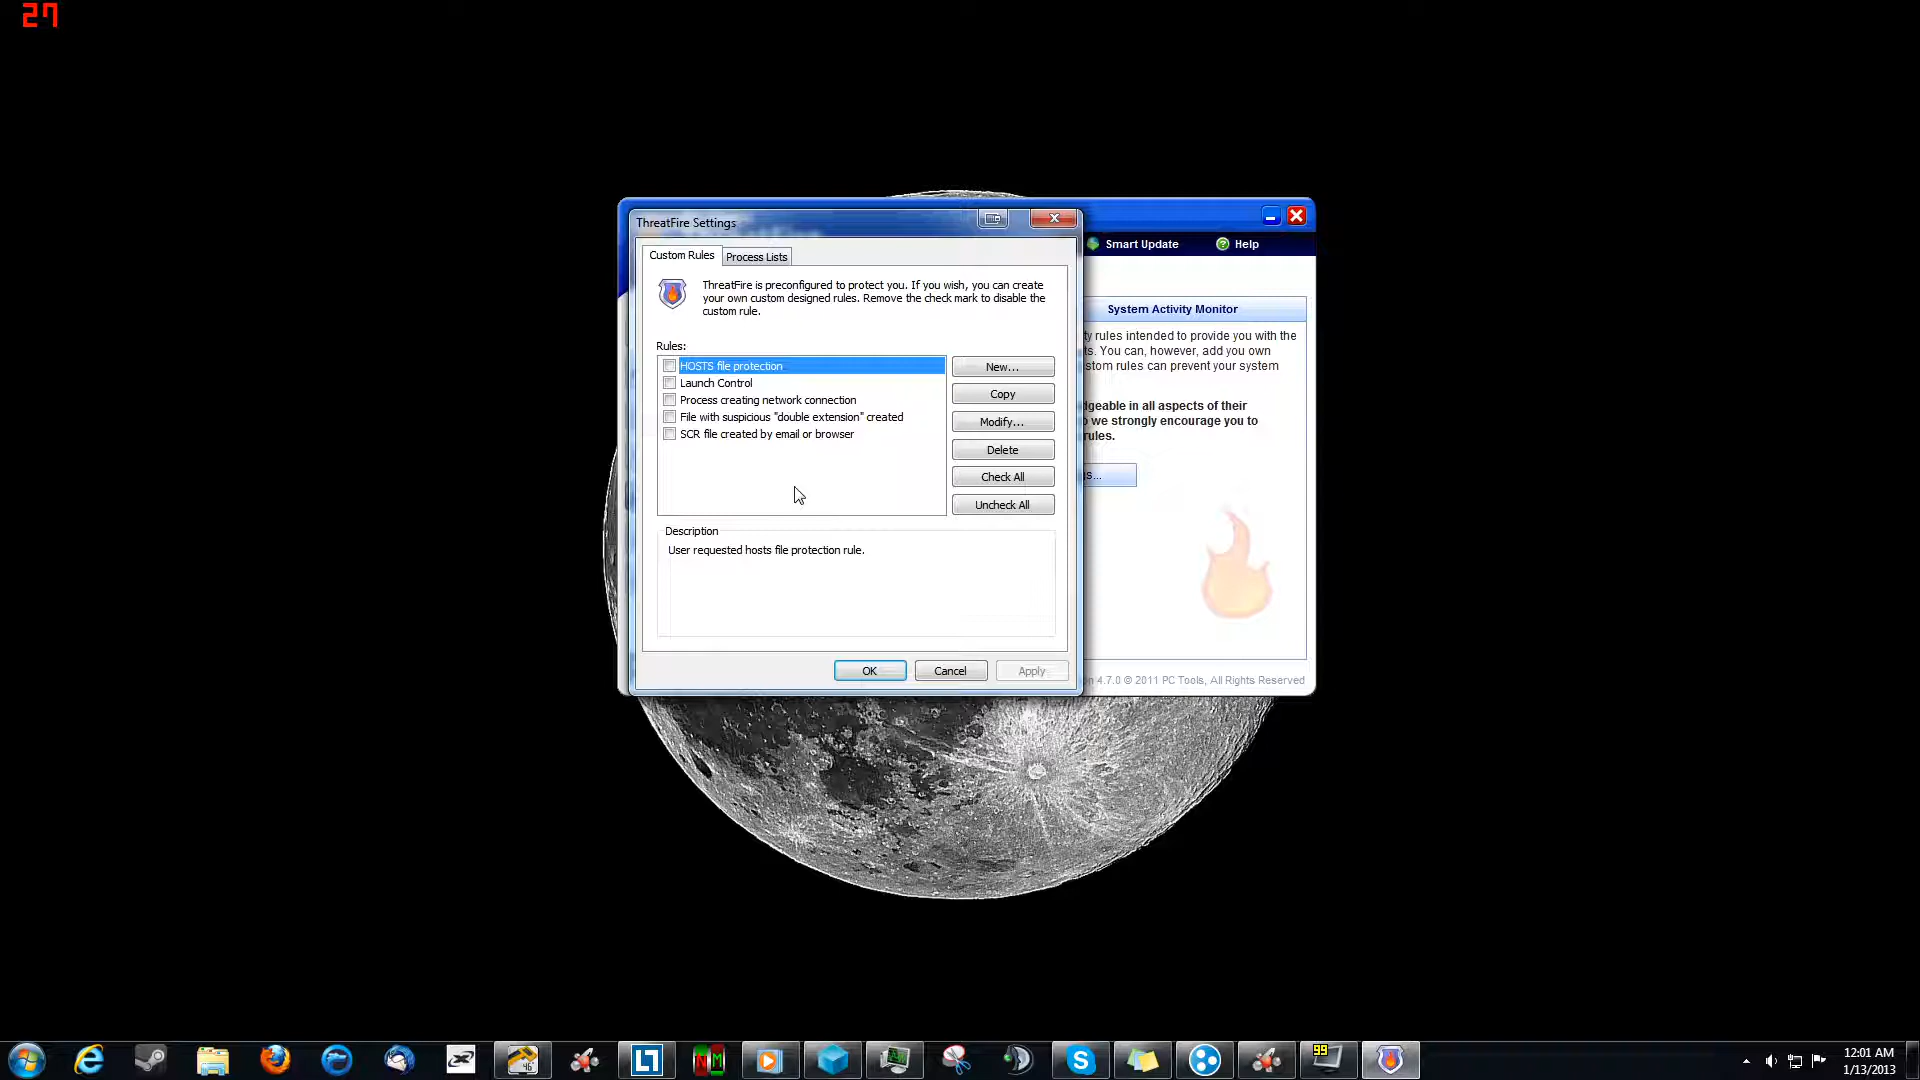 27
ThreatFire Settings
Smart Update
Help
Custom Rules
Process Lists
ThreatFire is preconfigured to protect you. If you wish, you can create
your own custom designed rules. Remove the check mark to disable the
custom rule.
System Activity Monitor
ty rules intended to provide you with the
s. You can, however, add you own
stom rules can prevent your system
Rules:
HOSTS file protection
Launch Control
Process creating network connection
File with suspicious "double extension" created
SCR file created by email or browser
New...
Copy
Modify...
Delete
Check All
Uncheck All
dgeable in all aspects of their
o we strongly encourage you to
rules.
s...
Description
User requested hosts file protection rule.
OK
Cancel
Apply
on 4.7.0 © 2011 PC Tools, All Rights Reserved
46
NM
99
12:01 AM
1/13/2013